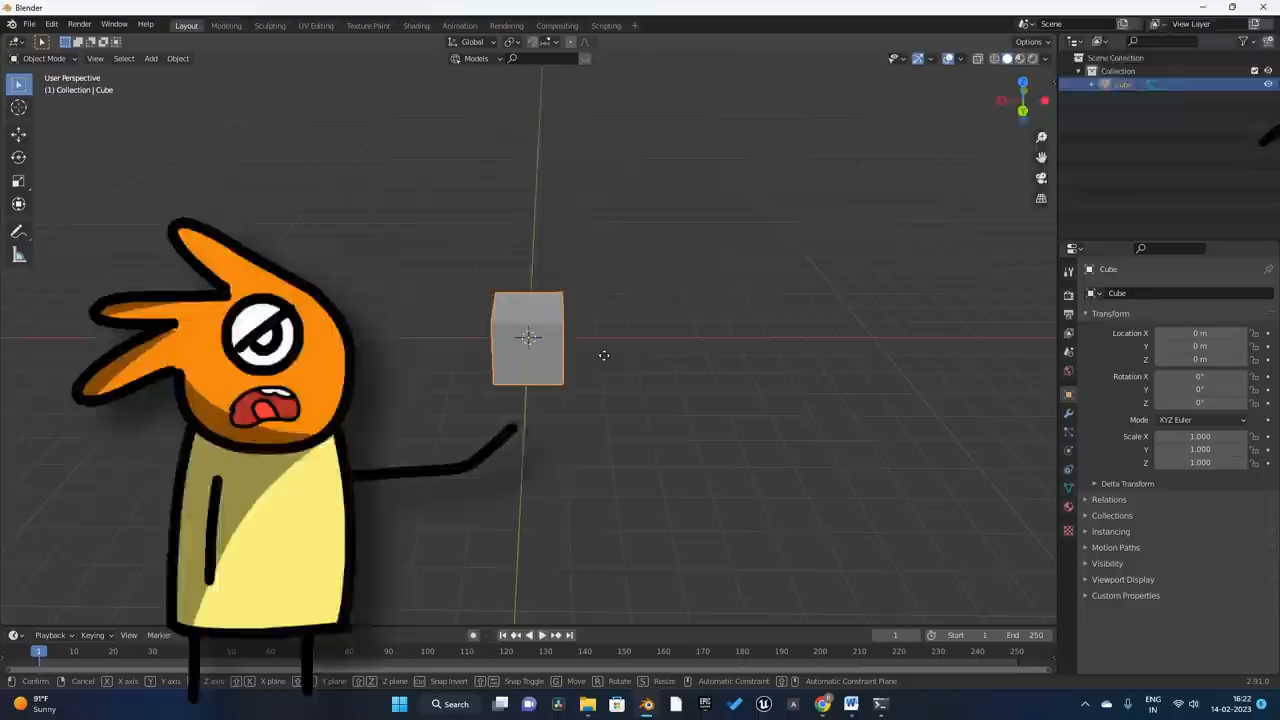 Blender
File Edit Render Window Help Layout Modeling Sculpting UV Editing Texture Paint Shading Animation Rendering Compositing Scripting + Scene View Layer
Global Options
Object Mode View Select Add Object Models
User Perspective
(1) Collection | Cube
Scene Collection
Collection
Cube
Z
Y
Cube
Cube
Transform
Location X 0 m
Y 0 m
Z 0 m
Rotation X 0°
Y 0°
Z 0°
Mode XYZ Euler
Scale X 1.000
Y 1.000
Z 1.000
Delta Transform
Relations
Collections
Instancing
Motion Paths
Visibility
Viewport Display
Custom Properties
Playback Keying View Marker 1 Start 1 End 250
1 10 20 30 50 60 70 80 90 100 110 120 130 140 150 160 170 180 190 200 210 220 230 240 250
Confirm Cancel X X axis Y Y axis Z X X plane Y plane Z Z plane Snap Invert Snap Toggle G Move R Rotate S Resize Automatic Constraint Automatic Constraint Plane 2.91.0
91°F
Sunny
Search
ENG
IN
16:22
14-02-2023